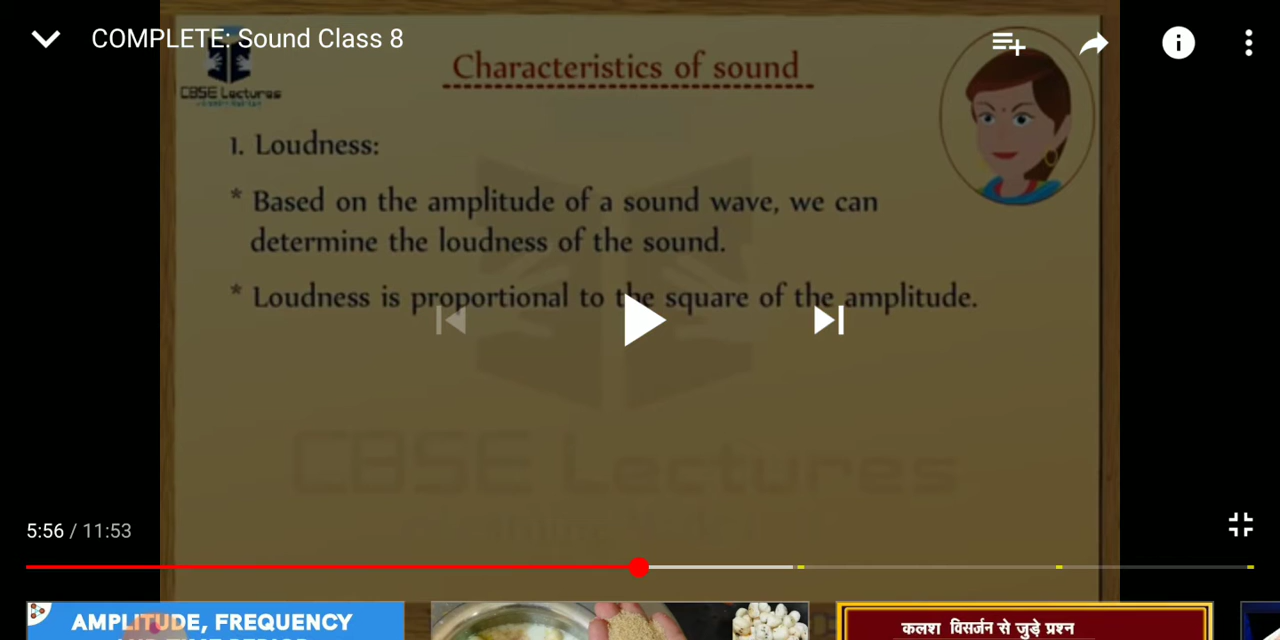 COMPLETE: Sound Class 8
CBSE Lectures
Characteristics of sound
1. Loudness:
* Based on the amplitude of a sound wave, we can
determine the loudness of the sound.
* Loudness is proportional to the square of the amplitude.
CBSE Lectures
5:56 / 11:53
AMPLITUDE, FREQUENCY
कलश विसर्जन से जुड़े प्रश्न